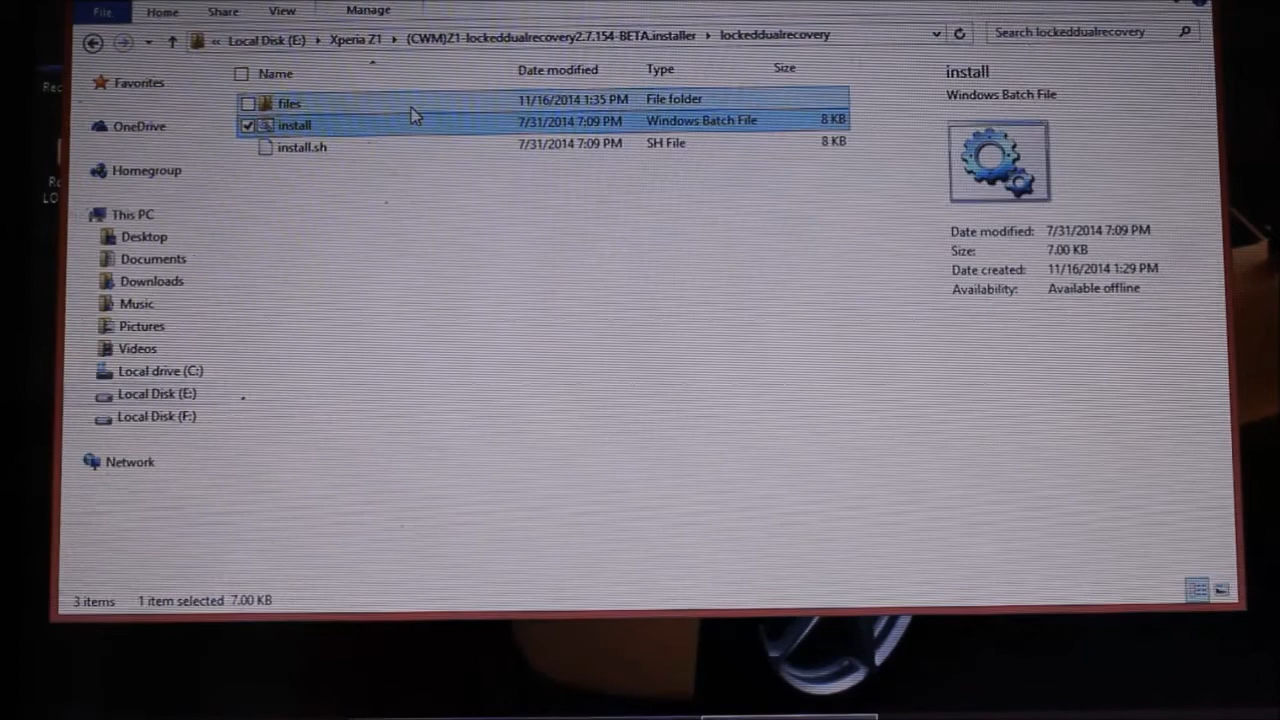 File Home Share View Manage
« Local Disk (E:) Xperia Z1 (CWM)Z1-lockeddualrecovery2.7.154-BETA.installer lockeddualrecovery Search lockeddualrecovery
Name Date modified Type Size
files 11/16/2014 1:35 PM File folder
install 7/31/2014 7:09 PM Windows Batch File 8 KB
install.sh 7/31/2014 7:09 PM SH File 8 KB
Favorites
OneDrive
Homegroup
This PC
Desktop
Documents
Downloads
Music
Pictures
Videos
Local drive (C:)
Local Disk (E:)
Local Disk (F:)
Network
install
Windows Batch File
Date modified: 7/31/2014 7:09 PM
Size: 7.00 KB
Date created: 11/16/2014 1:29 PM
Availability: Available offline
3 items 1 item selected 7.00 KB
Rec
LO